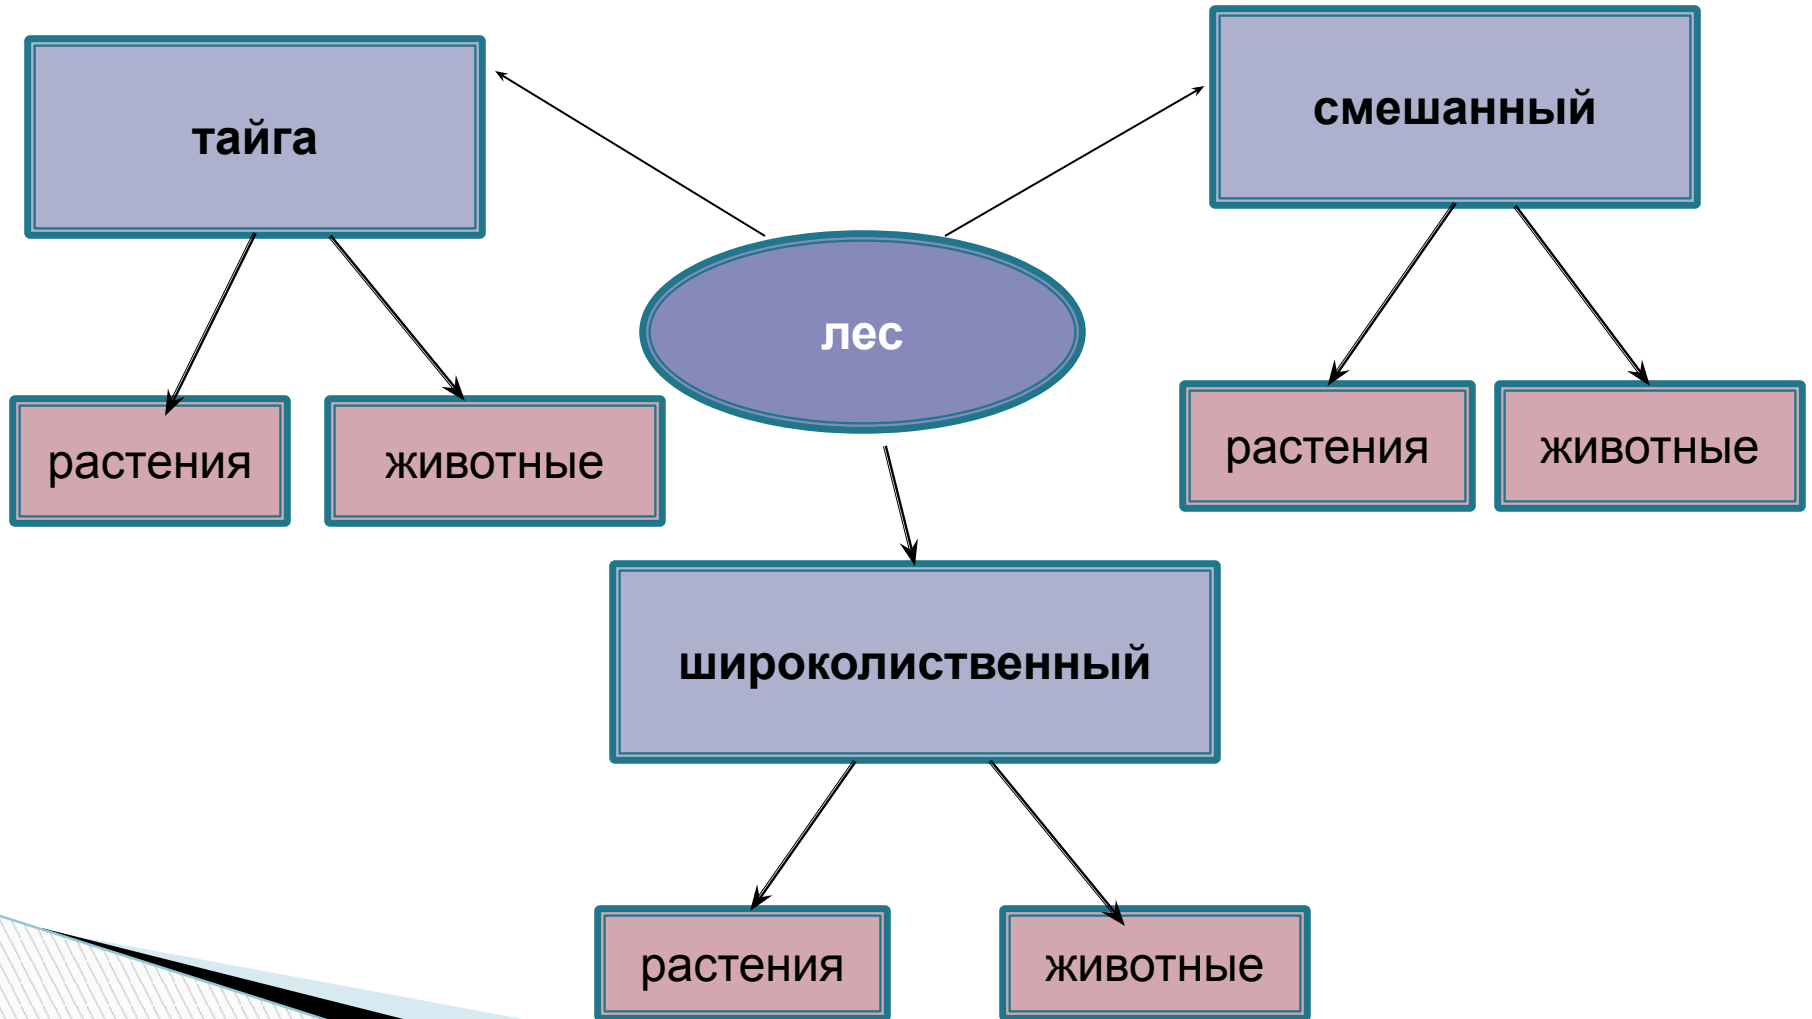 тайга
смешанный
лес
растения
животные
растения
животные
широколиственный
растения
животные